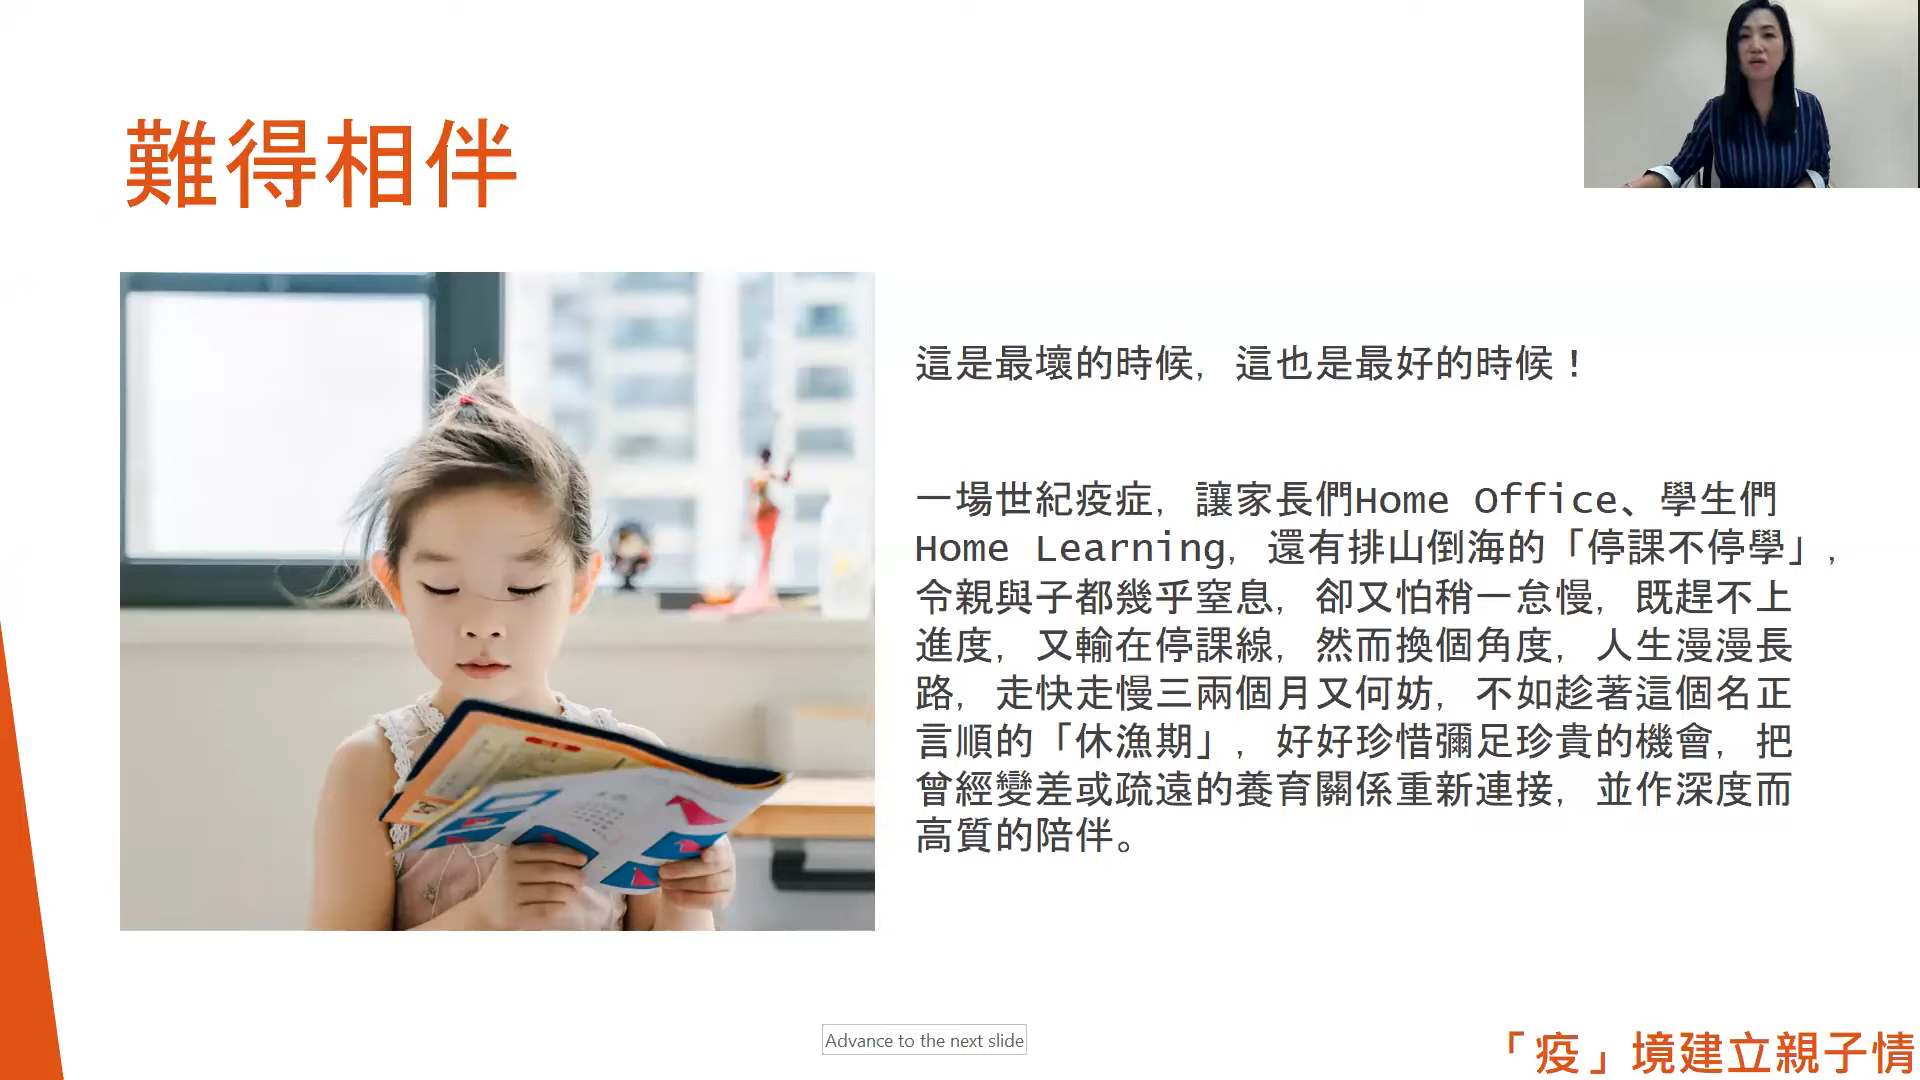 難得相伴
這是最壞的時候，這也是最好的時候！
一場世紀疫症，讓家長們Home Office、學生們
Home Learning，還有排山倒海的「停課不停學」，
令親與子都幾乎窒息，卻又怕稍一怠慢，既趕不上
進度，又輸在停課線，然而換個角度，人生漫漫長
路，走快走慢三兩個月又何妨，不如趁著這個名正
言順的「休漁期」，好好珍惜彌足珍貴的機會，把
曾經變差或疏遠的養育關係重新連接，並作深度而
高質的陪伴。
Advance to the next slide
「疫」境建立親子情